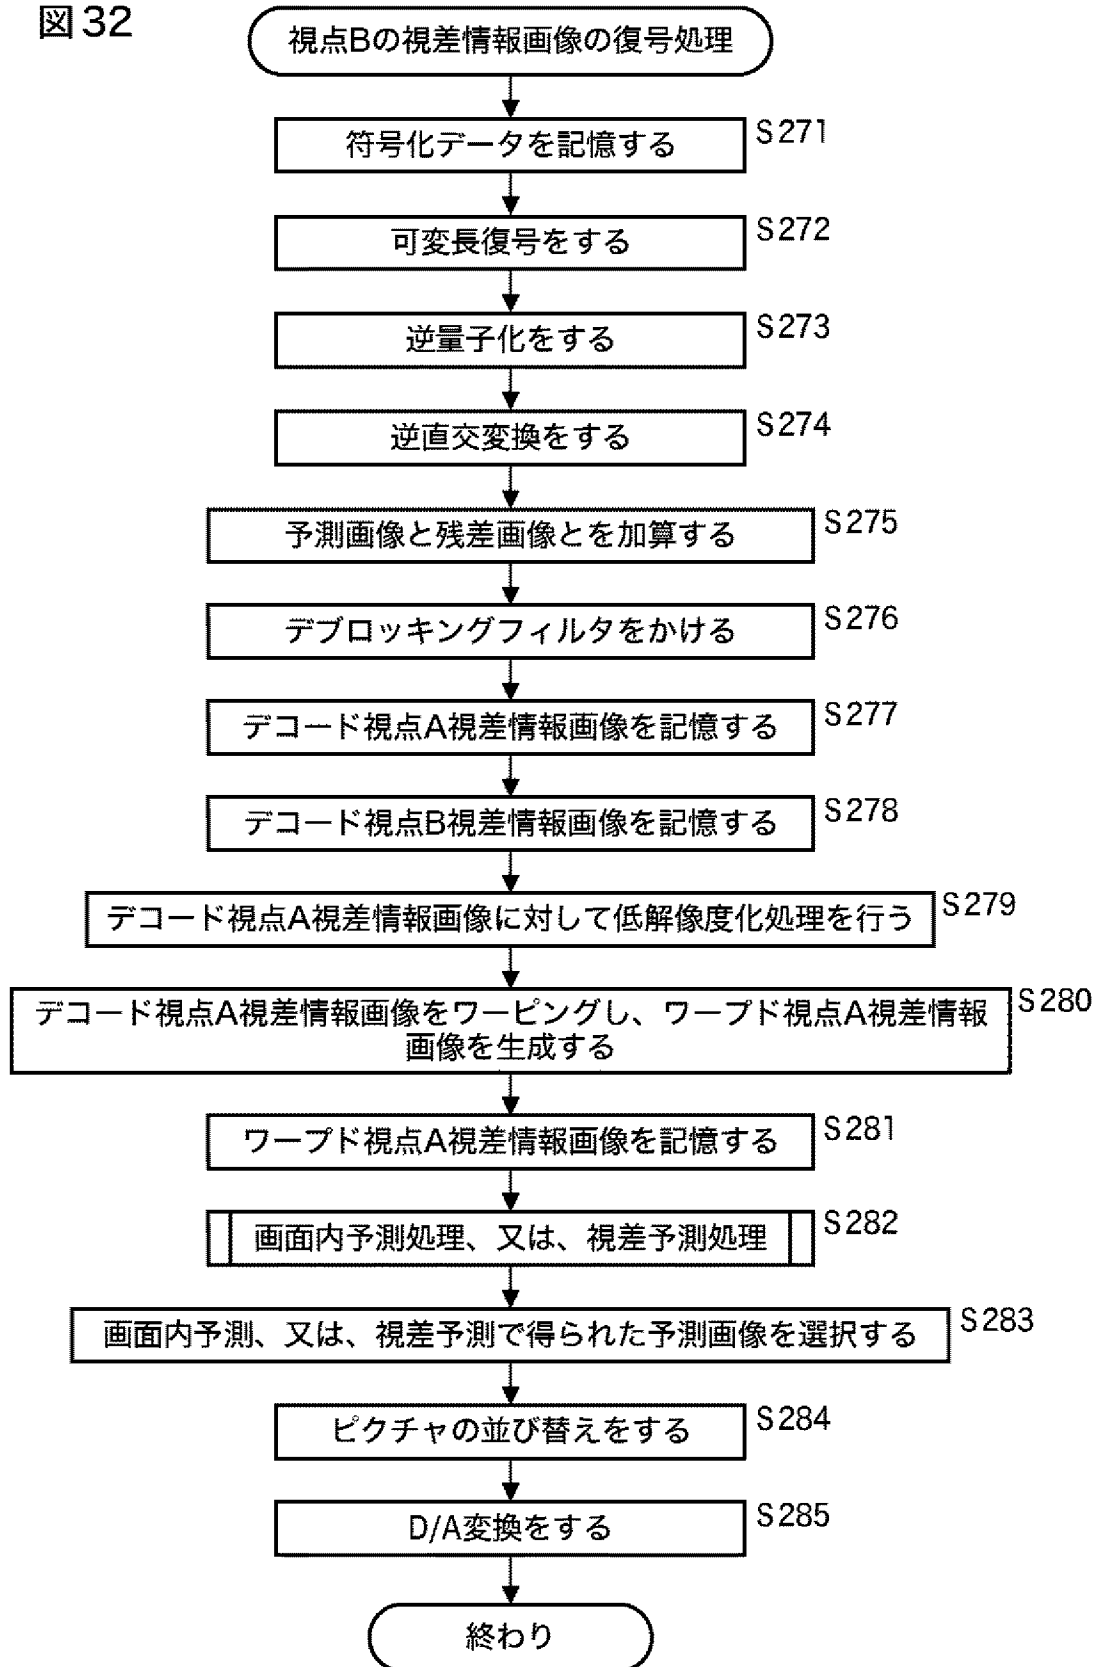 図32
視点Bの視差情報画像の復号処理
符号化データを記憶する
S271
可変長復号をする
S272
逆量子化をする
S273
逆直交変換をする
S274
予測画像と残差画像とを加算する
S275
デブロッキングフィルタをかける
S276
デコード視点A視差情報画像を記憶する
S277
デコード視点B視差情報画像を記憶する
S278
デコード視点A視差情報画像に対して低解像度化処理を行う
S279
デコード視点A視差情報画像をワーピングし、ワープド視点A視差情報
画像を生成する
S280
ワープド視点A視差情報画像を記憶する
S281
画面内予測処理、又は、視差予測処理
S282
画面内予測、又は、視差予測で得られた予測画像を選択する
S283
ピクチャの並び替えをする
S284
D/A変換をする
S285
終わり